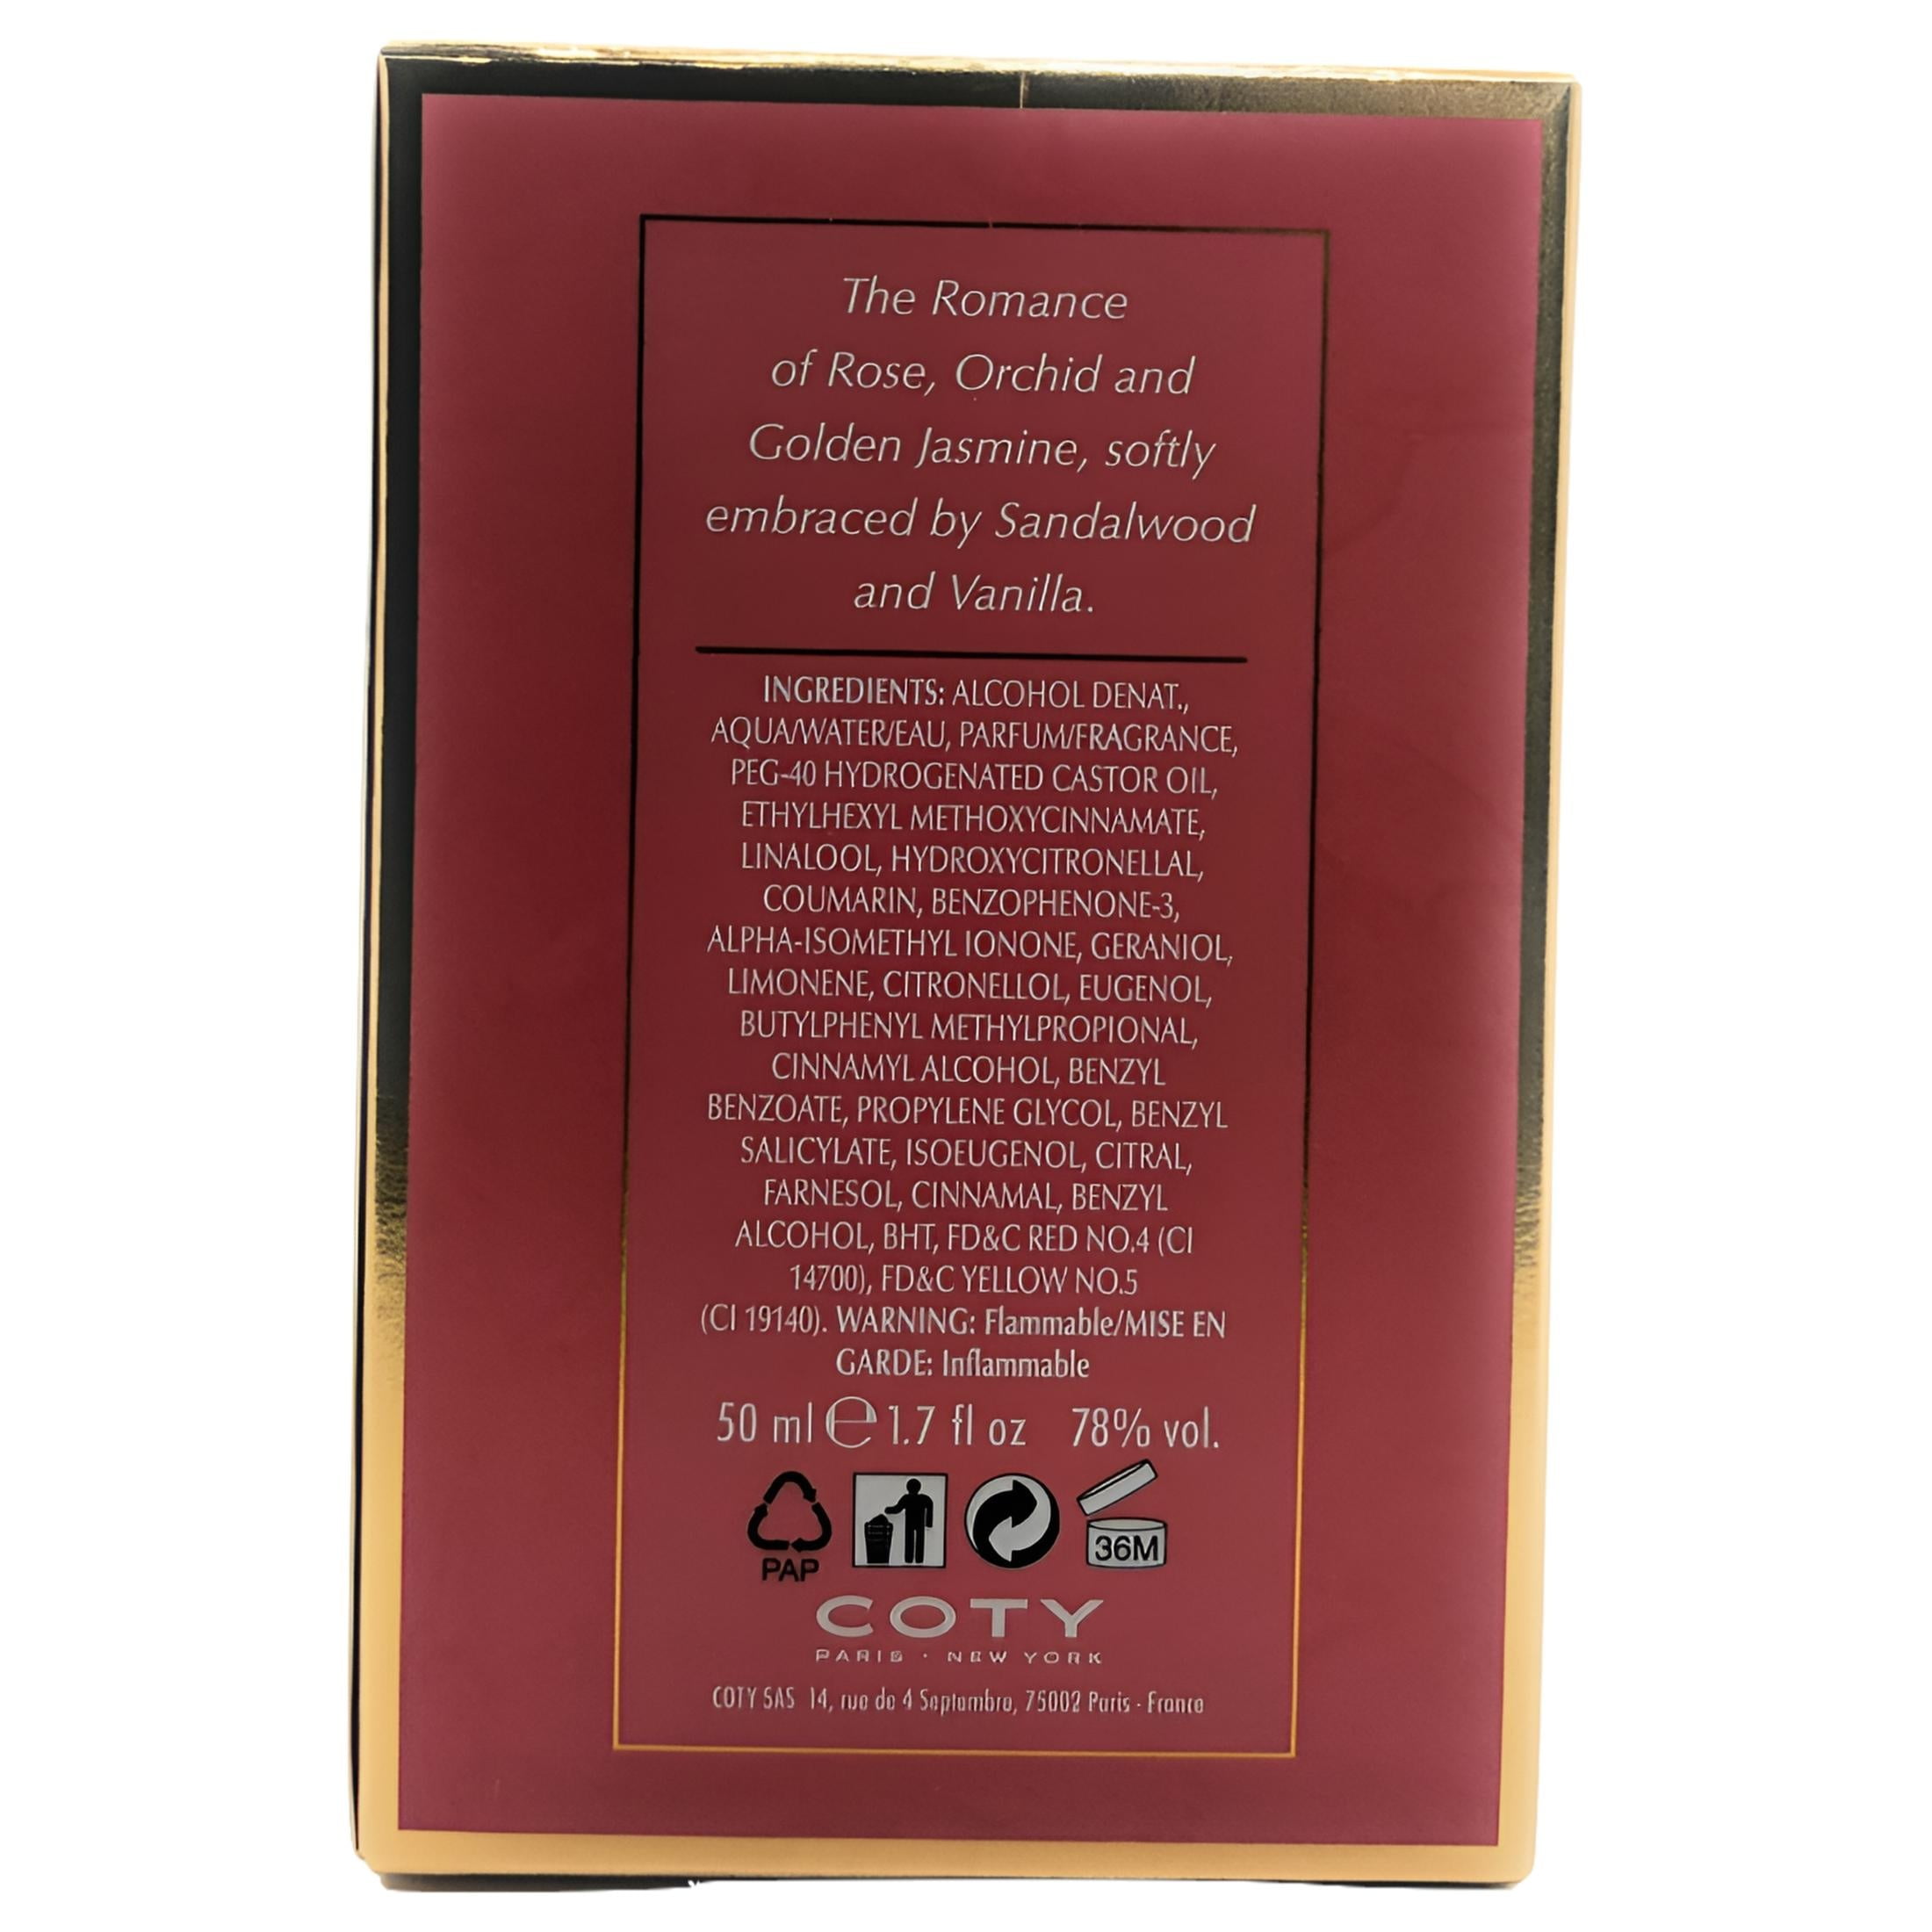 The Romance
of Rose, Orchid and
Golden Jasmine, softly
embraced by Sandalwood
and Vanilla.
INGREDIENTS: ALCOHOL DENAT.,
AQUA/WATER/EAU, PARFUM/FRAGRANCE,
PEG-40 HYDROGENATED CASTOR OIL,
ETHYLHEXYL METHOXYCINNAMATE,
LINALOOL, HYDROXYCITRONELLAL,
COUMARIN, BENZOPHENONE-3,
ALPHA-ISOMETHYL IONONE, GERANIOL,
LIMONENE, CITRONELLOL, EUGENOL,
BUTYLPHENYL METHYLPROPIONAL,
CINNAMYL ALCOHOL, BENZYL
BENZOATE, PROPYLENE GLYCOL, BENZYL
SALICYLATE, ISOEUGENOL, CITRAL,
FARNESOL, CINNAMAL, BENZYL
ALCOHOL, BHT, FD&C RED NO.4 (CI
14700), FD&C YELLOW NO.5
(CI 19140). WARNING: Flammable/MISE EN
GARDE: Inflammable
50 ml e 1.7 fl oz 78% vol.
PAP
36M
COTY
PARIS · NEW YORK
COTY SAS 14, rue du 4 Septembre, 75002 Paris - France